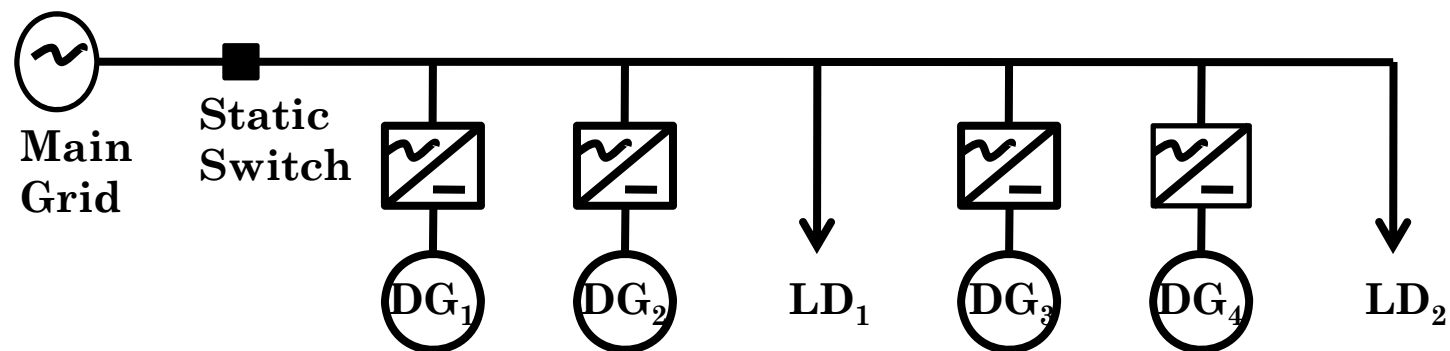 Main
Grid
Static
Switch
DG₁
DG₂
LD₁
DG₃
DG₄
LD₂